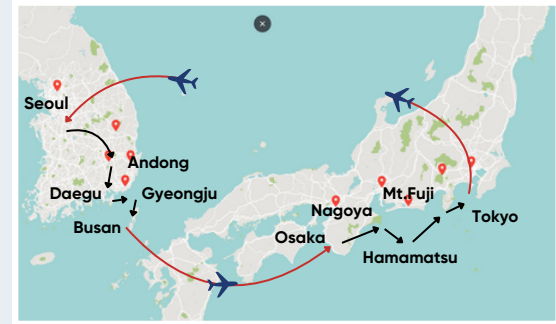 Seoul
Andong
Daegu
Gyeongju
Busan
Mt.Fuji
Nagoya
Tokyo
Osaka
Hamamatsu